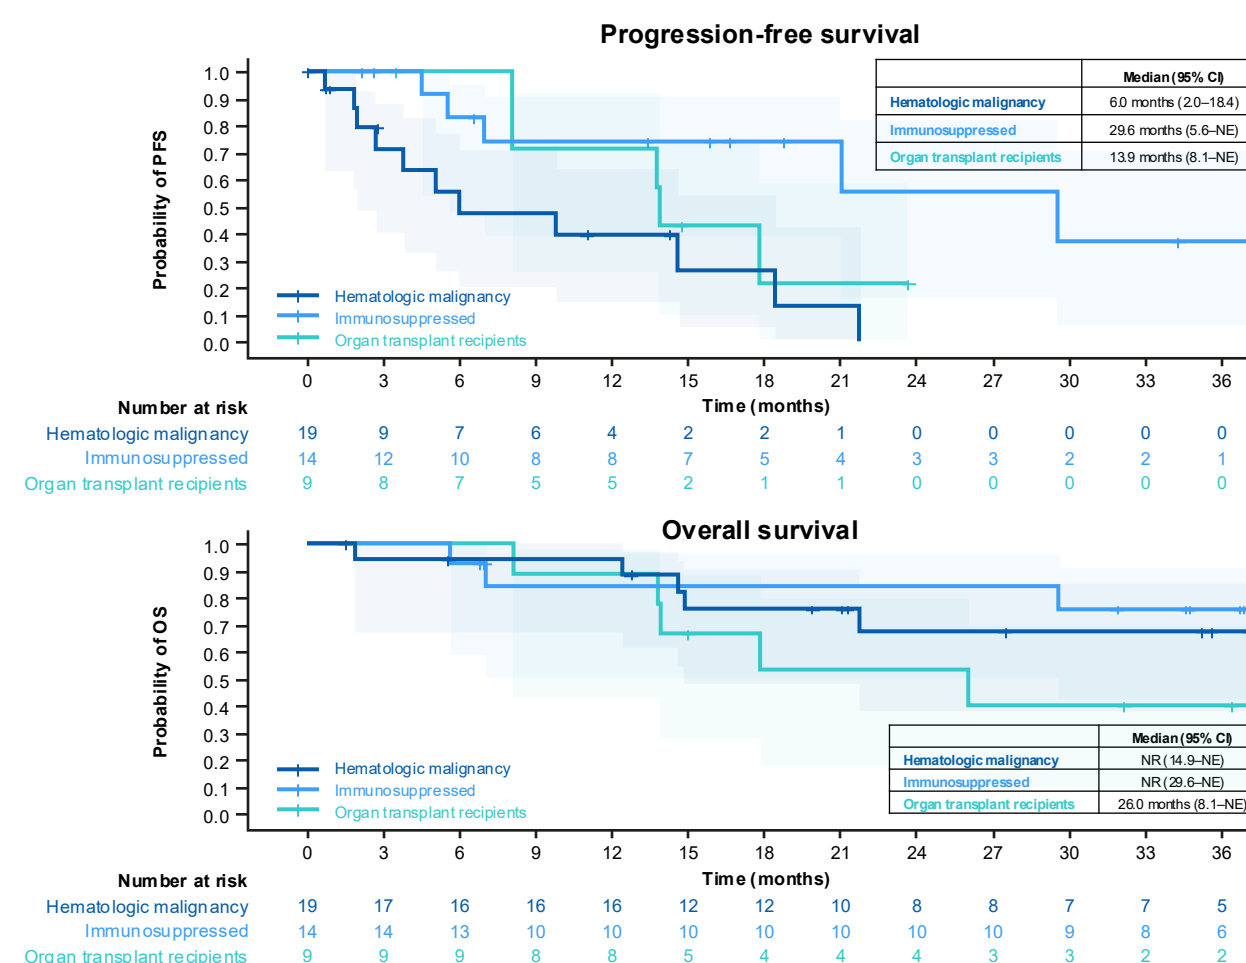 Progression-free survival
Probability of PFS
1.0
0.9
0.8
0.7
0.6
0.5
0.4
0.3
0.2
0.1
0.0
Median (95% CI)
Hematologic malignancy 6.0 months (2.0–18.4)
Immunosuppressed 29.6 months (5.6–NE)
Organ transplant recipients 13.9 months (8.1–NE)
Hematologic malignancy
Immunosuppressed
Organ transplant recipients
0 3 6 9 12 15 18 21 24 27 30 33 36
Time (months)
Number at risk
Hematologic malignancy 19 9 7 6 4 2 2 1 0 0 0 0 0
Immunosuppressed 14 12 10 8 8 7 5 4 3 3 2 2 1
Organ transplant recipients 9 8 7 5 5 2 1 1 0 0 0 0 0
Overall survival
Probability of OS
1.0
0.9
0.8
0.7
0.6
0.5
0.4
0.3
0.2
0.1
0.0
Hematologic malignancy
Immunosuppressed
Organ transplant recipients
Median (95% CI)
Hematologic malignancy NR (14.9–NE)
Immunosuppressed NR (29.6–NE)
Organ transplant recipients 26.0 months (8.1–NE)
0 3 6 9 12 15 18 21 24 27 30 33 36
Time (months)
Number at risk
Hematologic malignancy 19 17 16 16 16 12 12 10 8 8 7 7 5
Immunosuppressed 14 14 13 10 10 10 10 10 10 10 9 8 6
Organ transplant recipients 9 9 9 8 8 5 4 4 4 3 3 2 2